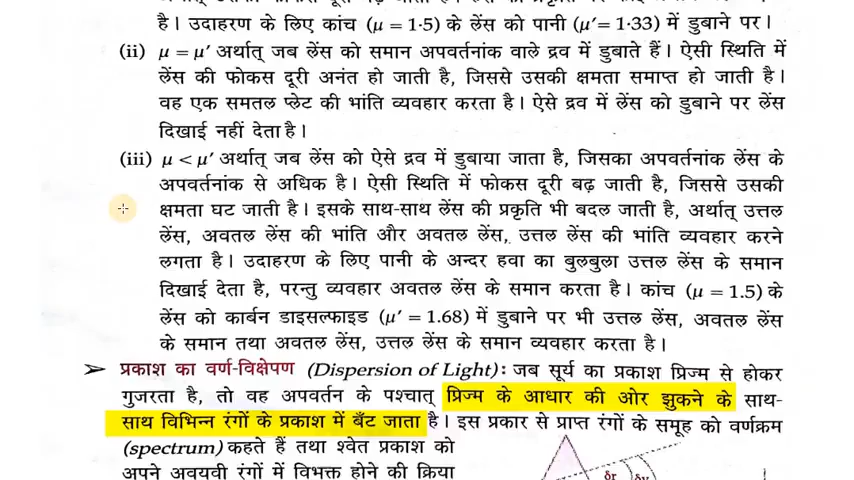 है। उदाहरण के लिए कांच (μ = 1·5) के लेंस को पानी (μ' = 1·33) में डुबाने पर।
(ii) μ = μ' अर्थात् जब लेंस को समान अपवर्तनांक वाले द्रव में डुबाते हैं। ऐसी स्थिति में
लेंस की फोकस दूरी अनंत हो जाती है, जिससे उसकी क्षमता समाप्त हो जाती है।
वह एक समतल प्लेट की भांति व्यवहार करता है। ऐसे द्रव में लेंस को डुबाने पर लेंस
दिखाई नहीं देता है।
(iii) μ < μ' अर्थात् जब लेंस को ऐसे द्रव में डुबाया जाता है, जिसका अपवर्तनांक लेंस के
अपवर्तनांक से अधिक है। ऐसी स्थिति में फोकस दूरी बढ़ जाती है, जिससे उसकी
क्षमता घट जाती है। इसके साथ-साथ लेंस की प्रकृति भी बदल जाती है, अर्थात् उत्तल
लेंस, अवतल लेंस की भांति और अवतल लेंस, उत्तल लेंस की भांति व्यवहार करने
लगता है। उदाहरण के लिए पानी के अन्दर हवा का बुलबुला उत्तल लेंस के समान
दिखाई देता है, परन्तु व्यवहार अवतल लेंस के समान करता है। कांच (μ = 1.5) के
लेंस को कार्बन डाइसल्फाइड (μ' = 1.68) में डुबाने पर भी उत्तल लेंस, अवतल लेंस
के समान तथा अवतल लेंस, उत्तल लेंस के समान व्यवहार करता है।
➢ प्रकाश का वर्ण-विक्षेपण (Dispersion of Light): जब सूर्य का प्रकाश प्रिज्म से होकर
गुजरता है, तो वह अपवर्तन के पश्चात् प्रिज्म के आधार की ओर झुकने के साथ-
साथ विभिन्न रंगों के प्रकाश में बँट जाता है। इस प्रकार से प्राप्त रंगों के समूह को वर्णक्रम
(spectrum) कहते हैं तथा श्वेत प्रकाश को
अपने अवयवी रंगों में विभक्त होने की क्रिया
δr